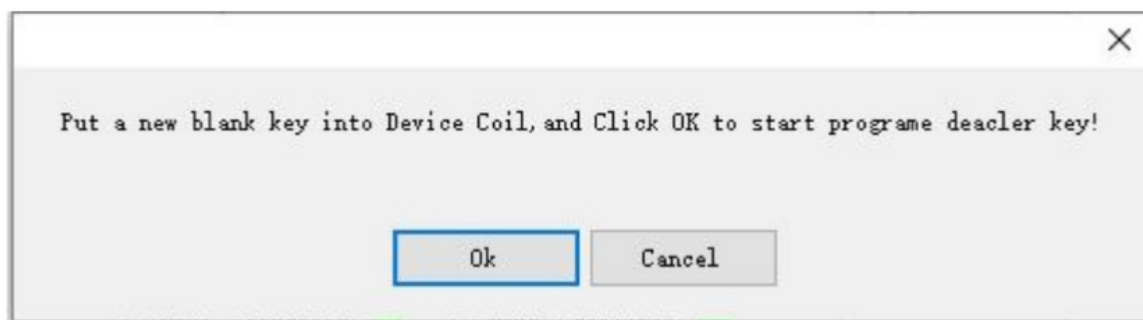 Put a new blank key into Device Coil,and Click OK to start programe deacler key!
Ok
Cancel